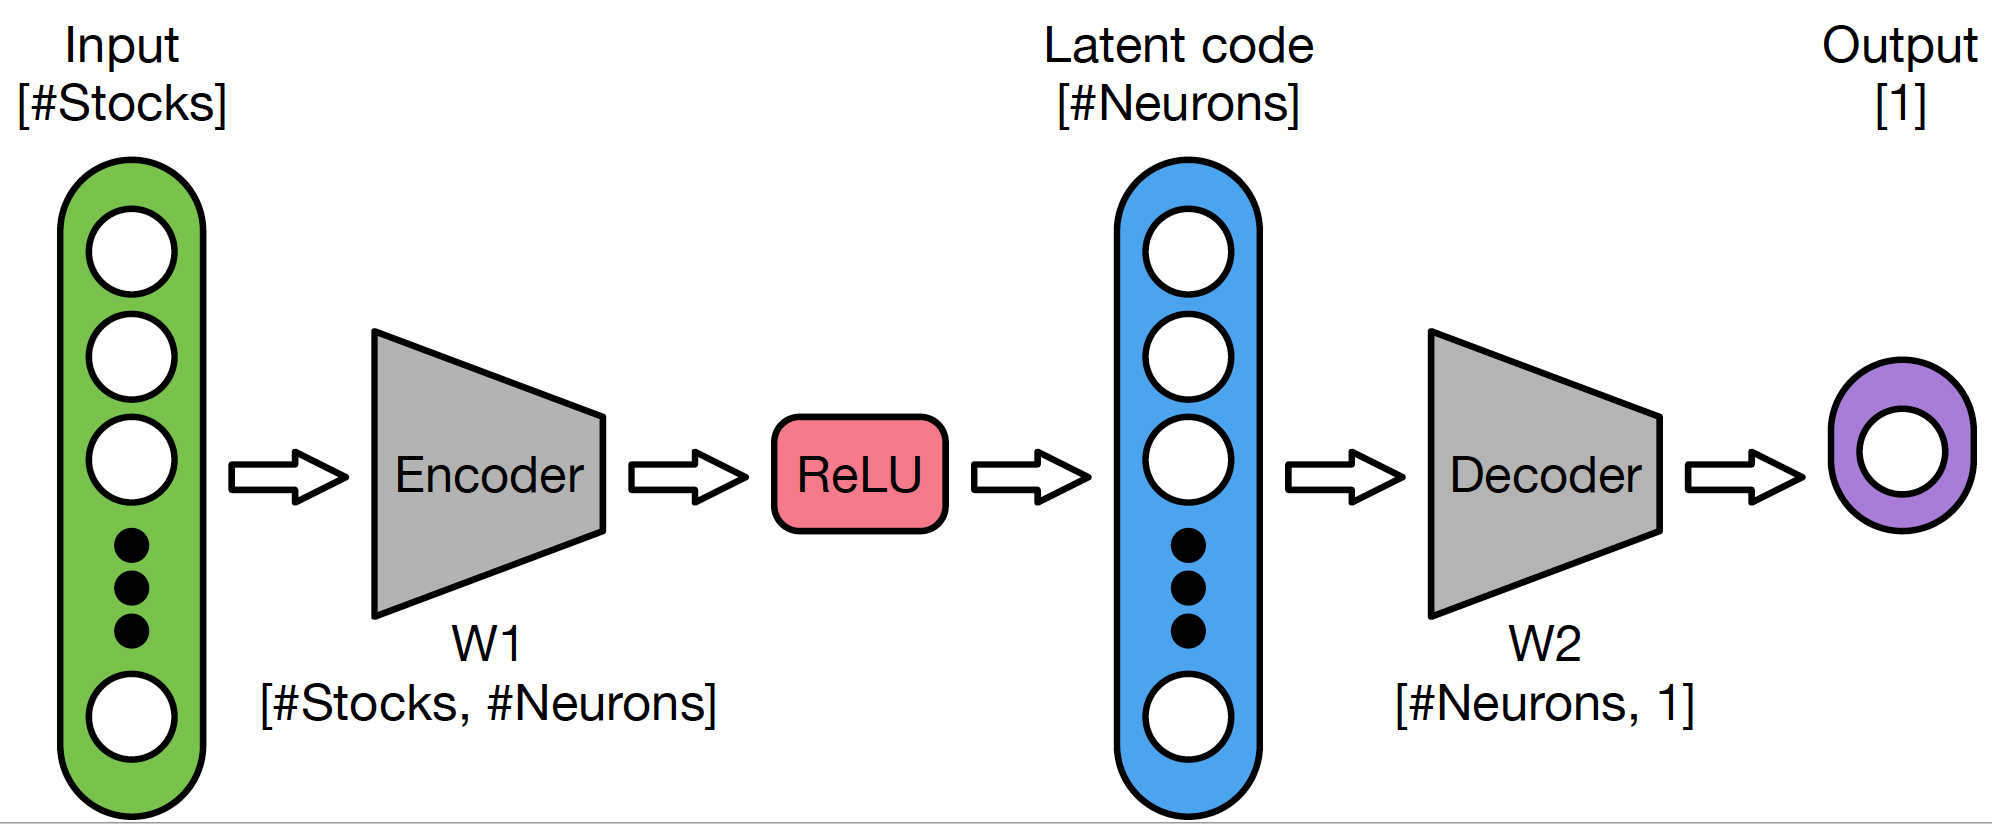 Input
[#Stocks]
Latent code
[#Neurons]
Output
[1]
Encoder
ReLU
Decoder
W1
[#Stocks, #Neurons]
W2
[#Neurons, 1]